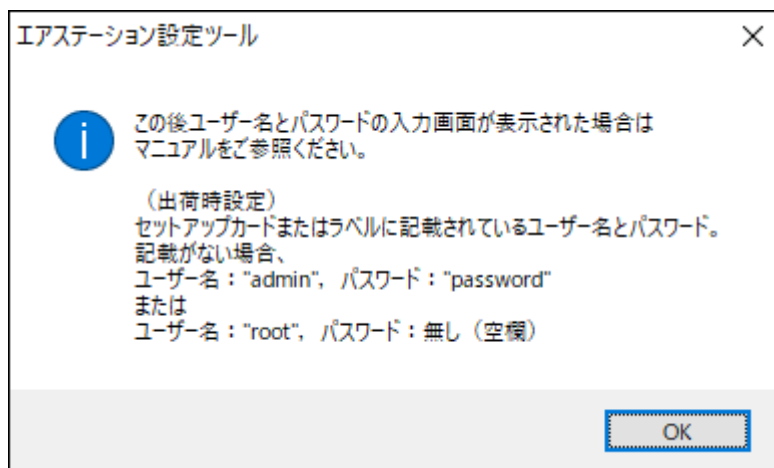 エアステーション設定ツール
この後ユーザー名とパスワードの入力画面が表示された場合は
マニュアルをご参照ください。
（出荷時設定）
セットアップカードまたはラベルに記載されているユーザー名とパスワード。
記載がない場合、
ユーザー名："admin"，パスワード："password"
または
ユーザー名："root"，パスワード：無し（空欄）
OK